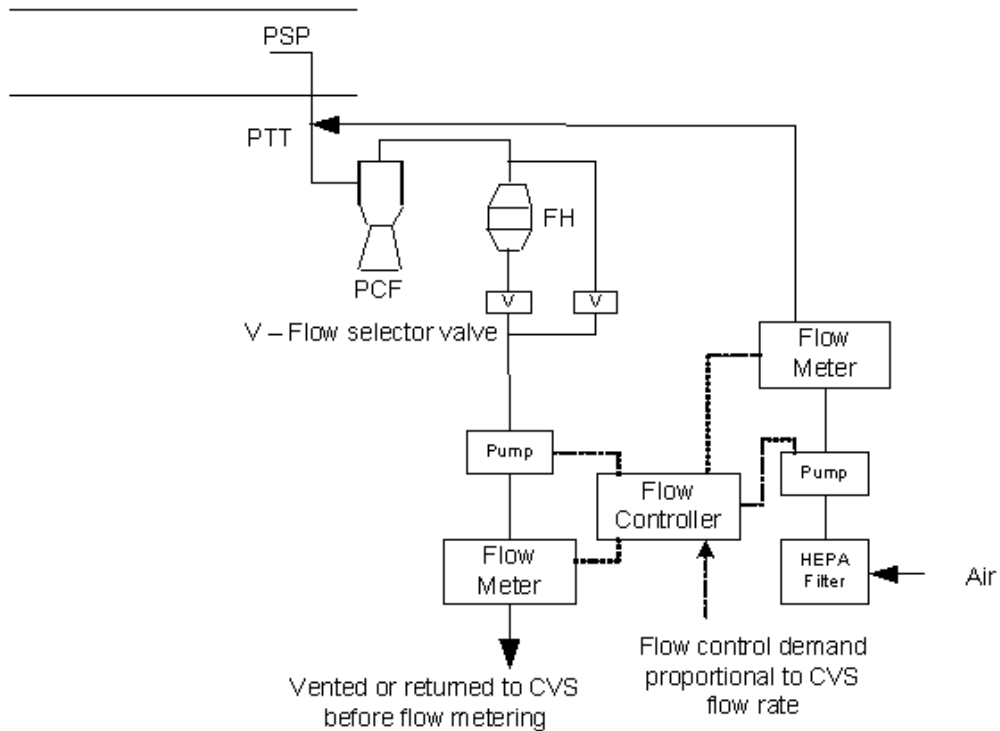 PSP
PTT
FH
PCF
V
V
V – Flow selector valve
Flow
Meter
Pump
Pump
Flow
Controller
Flow
Meter
HEPA
Filter
Air
Vented or returned to CVS
before flow metering
Flow control demand
proportional to CVS
flow rate